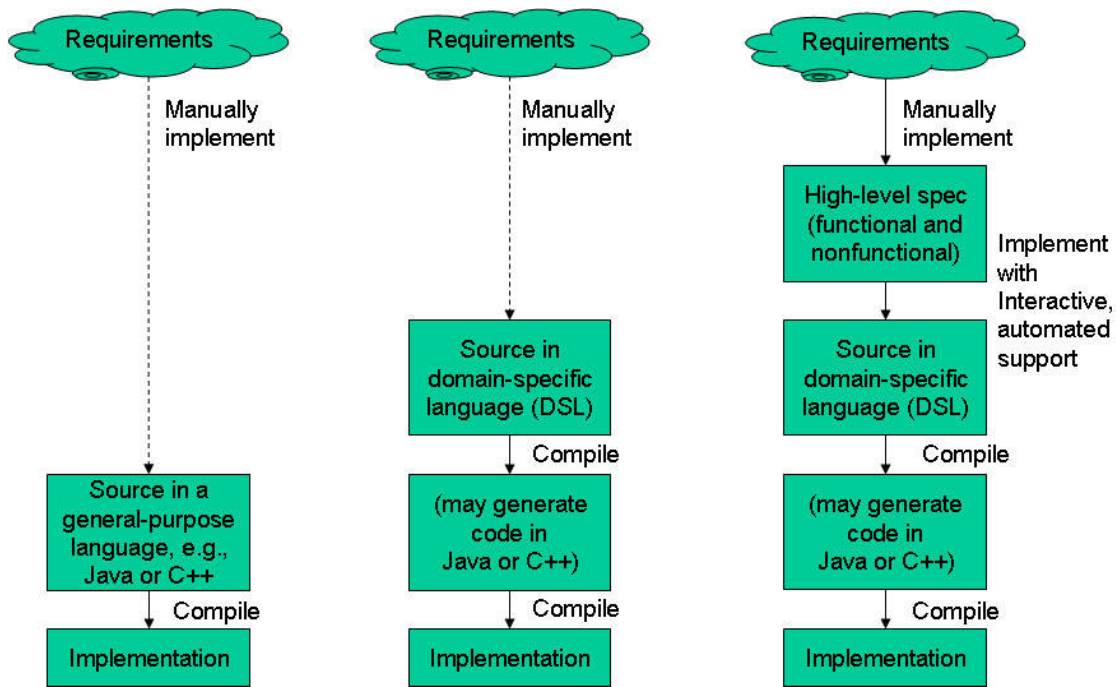 Requirements
Manually
implement
Source in a
general-purpose
language, e.g.,
Java or C++
Compile
Implementation
Requirements
Manually
implement
Source in
domain-specific
language (DSL)
Compile
(may generate
code in
Java or C++)
Compile
Implementation
Requirements
Manually
implement
High-level spec
(functional and
nonfunctional)
Implement
with
Interactive,
automated
support
Source in
domain-specific
language (DSL)
Compile
(may generate
code in
Java or C++)
Compile
Implementation